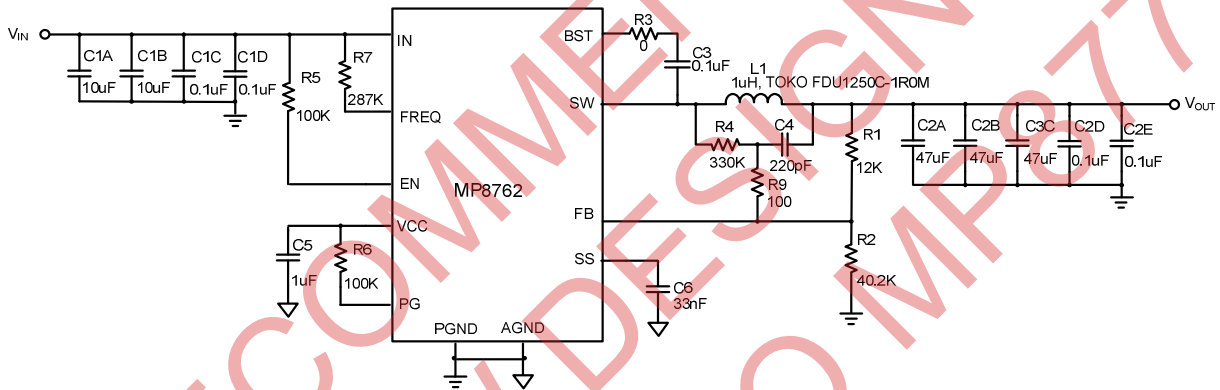 VIN
C1A
10uF
C1B
10uF
C1C
0.1uF
C1D
0.1uF
R5
100K
R7
287K
IN
FREQ
EN
VCC
PG
PGND
AGND
MP8762
BST
SW
FB
SS
C5
1uF
R6
100K
R3
0
C3
0.1uF
L1
1uH, TOKO FDU1250C-1R0M
R4
330K
C4
220pF
R9
100
R1
12K
R2
40.2K
C6
33nF
C2A
47uF
C2B
47uF
C3C
47uF
C2D
0.1uF
C2E
0.1uF
VOUT
COMME
DESIGN
O MP877